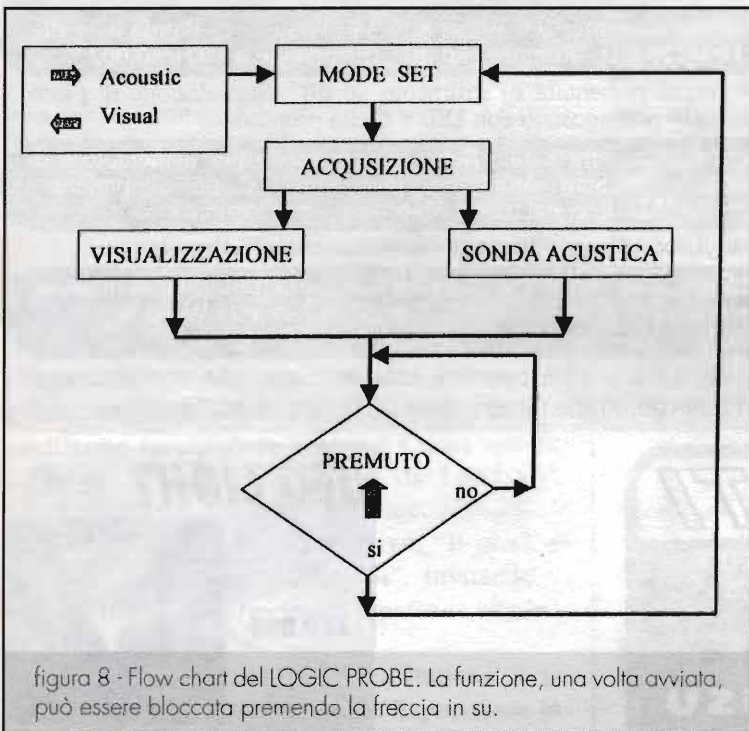 Acoustic
Visual
MODE SET
ACQUSIZIONE
VISUALIZZAZIONE
SONDA ACUSTICA
PREMUTO
no
si
figura 8 - Flow chart del LOGIC PROBE. La funzione, una volta avviata,
può essere bloccata premendo la freccia in su.